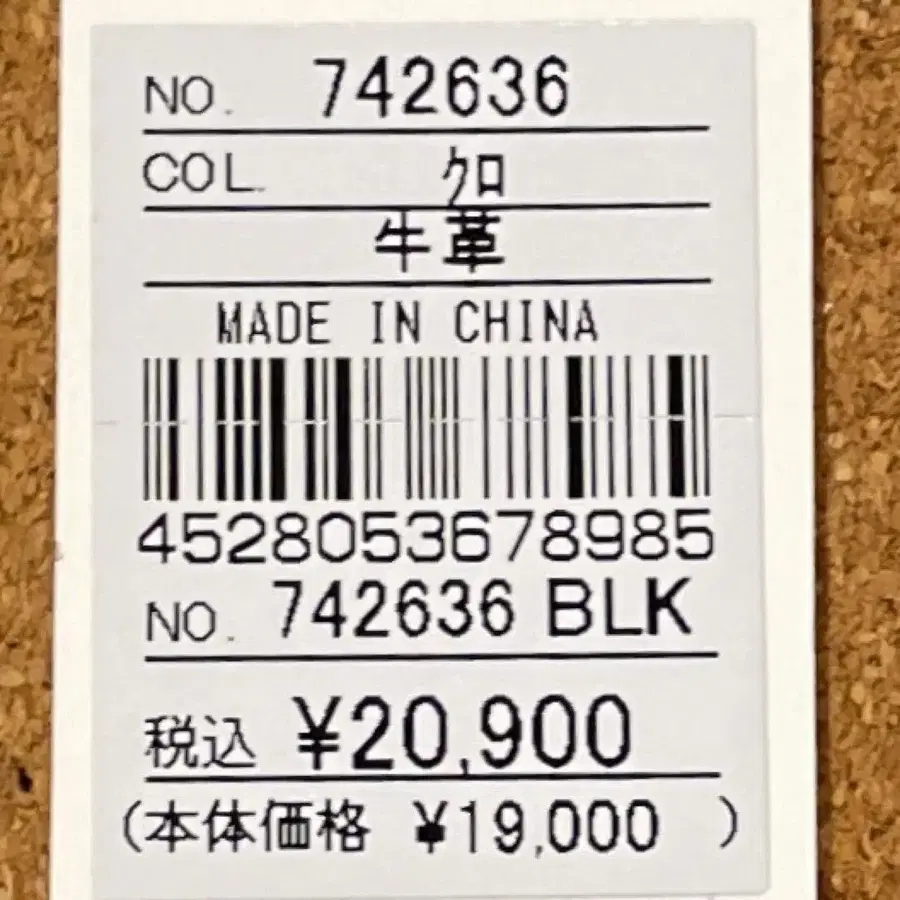 NO. 742636
COL. クロ
牛革
MADE IN CHINA
4528053678985
NO. 742636 BLK
税込 ¥20,900
(本体価格 ¥19,000 )